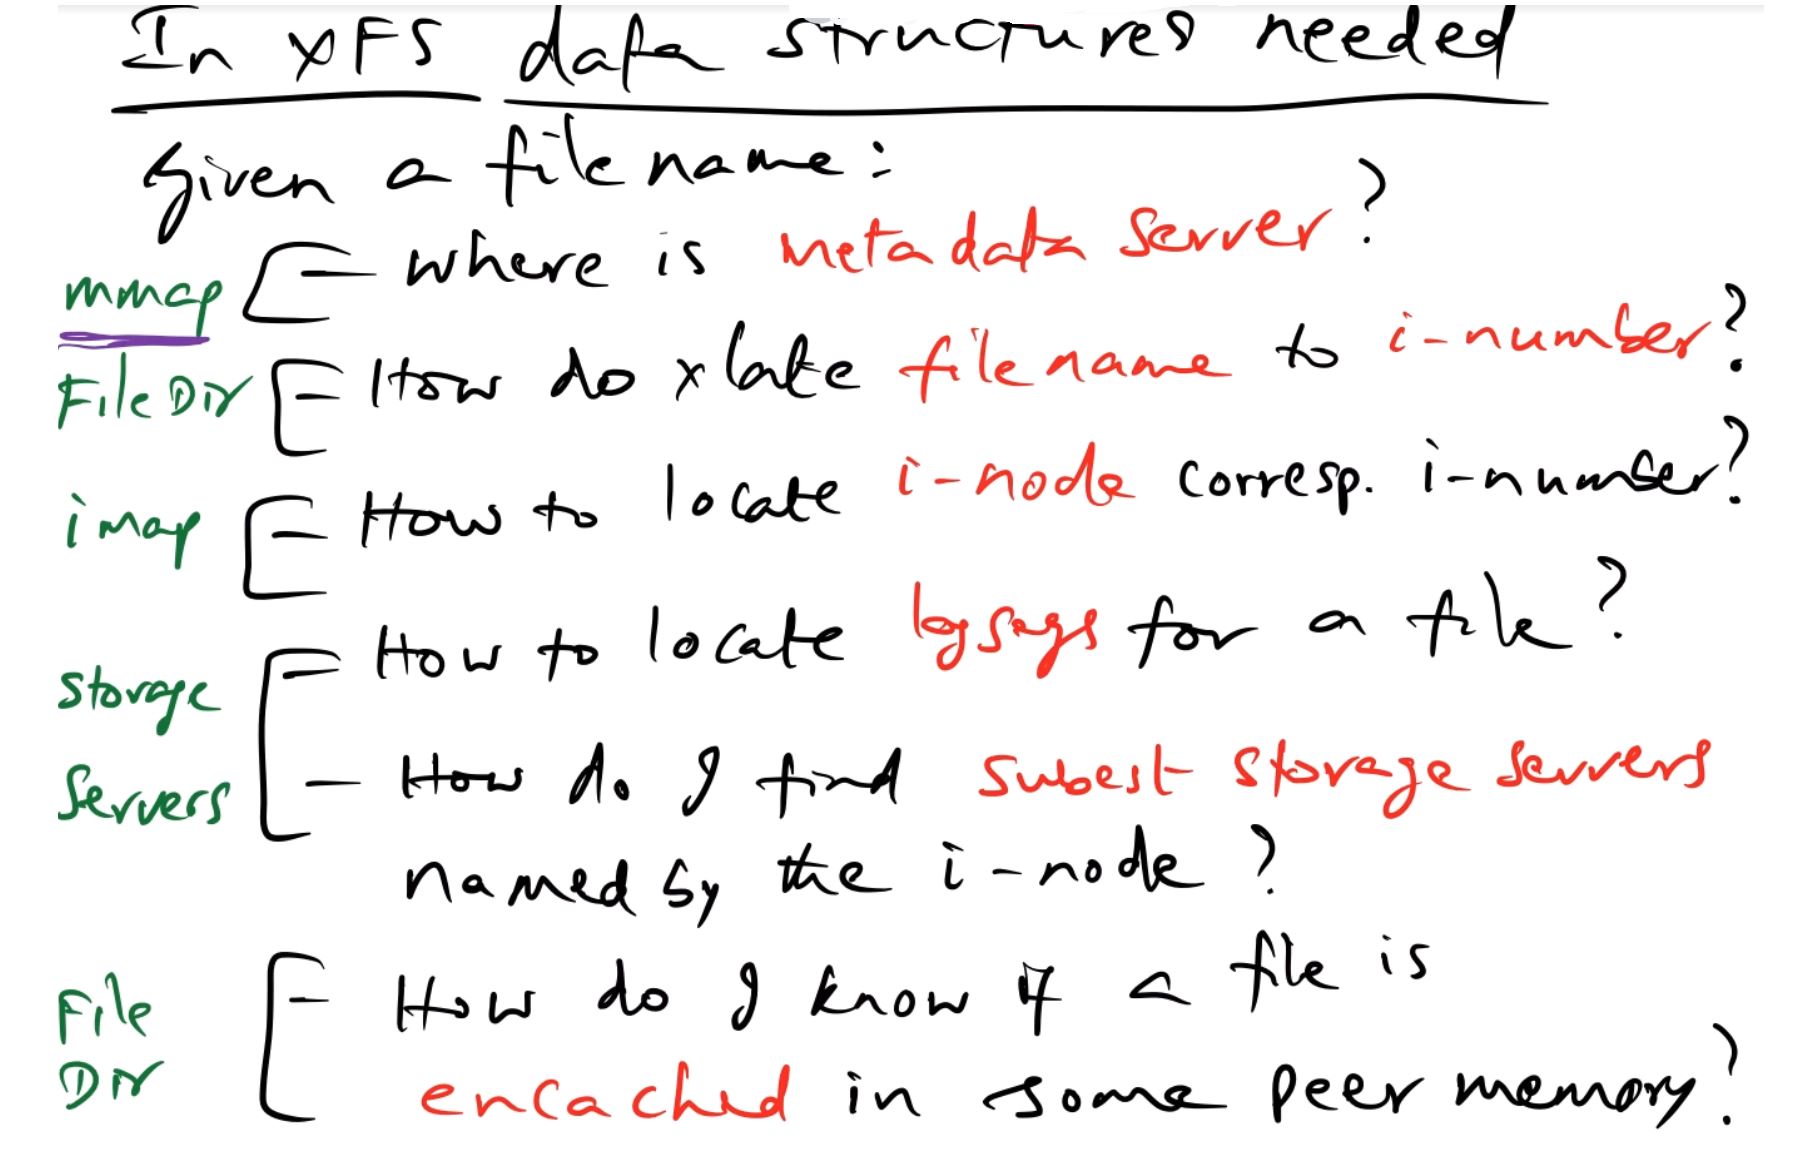 In xFS data structures needed
Given a filename:
mmap - where is metadata server?
File Dir - How do xlate filename to i-number?
imap - How to locate i-node corresp. i-number?
- How to locate logsegs for a file?
Storage
Servers - How do I find subest storage servers
named by the i-node?
File - How do I know if a file is
Dir encached in some peer memory?